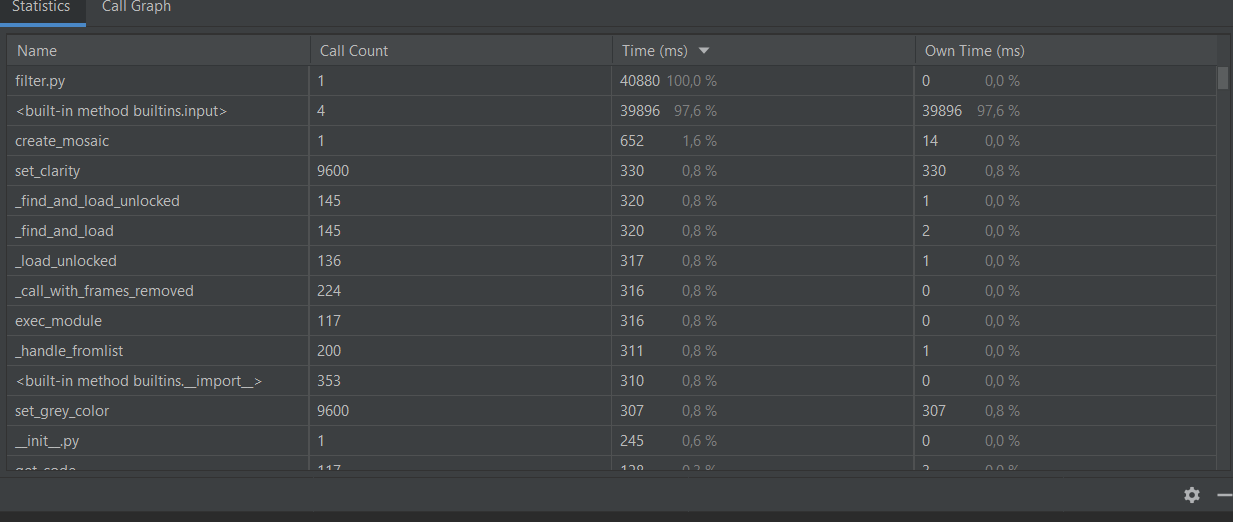 Statistics Call Graph
Name Call Count Time (ms) Own Time (ms)
filter.py 1 40880 100,0 % 0 0,0 %
<built-in method builtins.input> 4 39896 97,6 % 39896 97,6 %
create_mosaic 1 652 1,6 % 14 0,0 %
set_clarity 9600 330 0,8 % 330 0,8 %
_find_and_load_unlocked 145 320 0,8 % 1 0,0 %
_find_and_load 145 320 0,8 % 2 0,0 %
_load_unlocked 136 317 0,8 % 1 0,0 %
_call_with_frames_removed 224 316 0,8 % 0 0,0 %
exec_module 117 316 0,8 % 0 0,0 %
_handle_fromlist 200 311 0,8 % 1 0,0 %
<built-in method builtins.__import__> 353 310 0,8 % 0 0,0 %
set_grey_color 9600 307 0,8 % 307 0,8 %
__init__.py 1 245 0,6 % 0 0,0 %
get_code 117